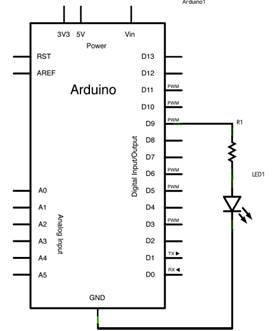 Arduino1
3V3 5V Vin
Power
RST
AREF
Arduino
D13
D12
D11 PWM
D10 PWM
D9 PWM
D8
D7
D6 PWM
D5 PWM
D4
D3 PWM
D2
D1 TX
D0 RX
Digital Input/Output
A0
A1
A2
A3
A4
A5
Analog Input
GND
R1
LED1